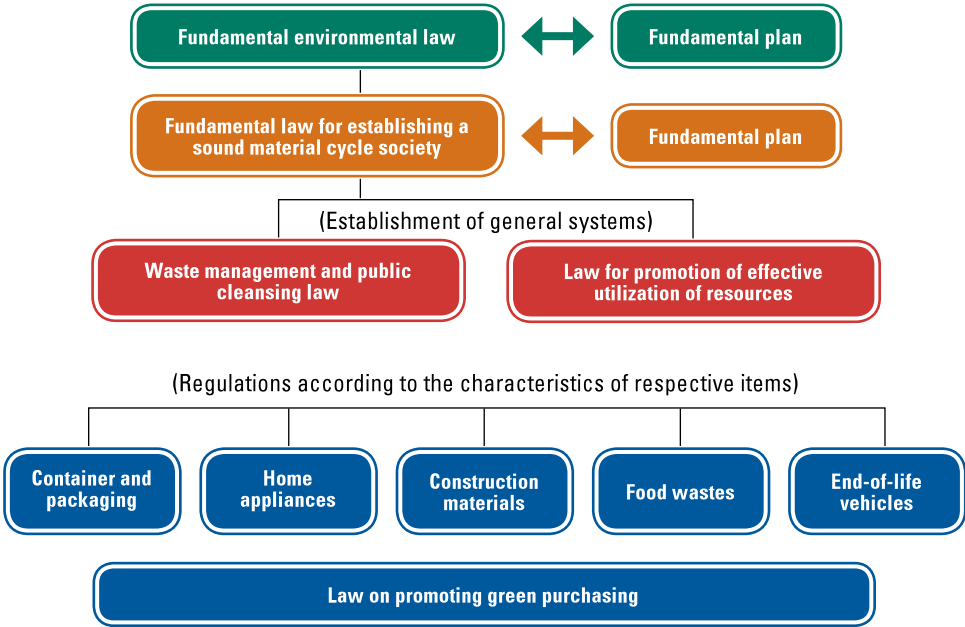 Fundamental environmental law
Fundamental plan
Fundamental law for establishing a
sound material cycle society
Fundamental plan
(Establishment of general systems)
Waste management and public
cleansing law
Law for promotion of effective
utilization of resources
(Regulations according to the characteristics of respective items)
Container and
packaging
Home
appliances
Construction
materials
Food wastes
End-of-life
vehicles
Law on promoting green purchasing